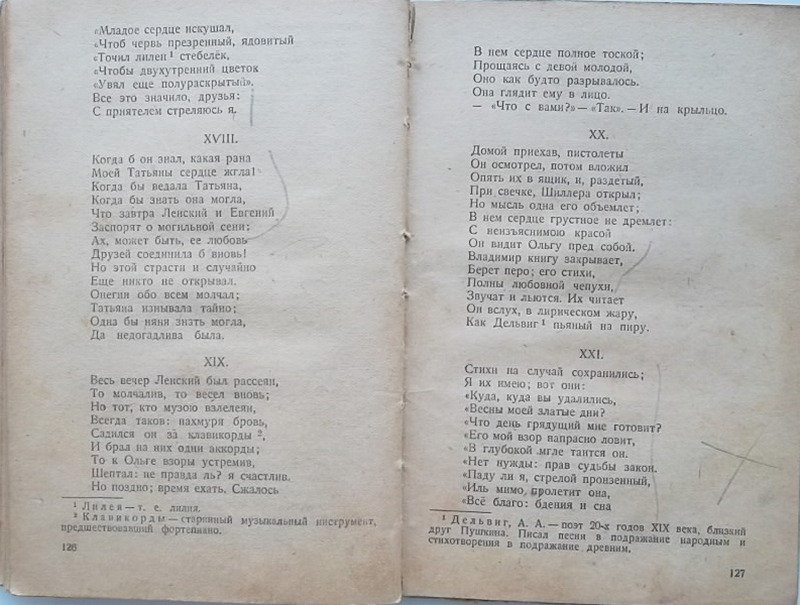 «Младое сердце искушал,
«Чтоб червь презренный, ядовитый
«Точил лилеи ¹ стебелёк,
«Чтобы двухутренний цветок
«Увял еще полураскрытый».
Все это значило, друзья:
С приятелем стреляюсь я.
XVIII.
Когда б он знал, какая рана
Моей Татьяны сердце жгла!
Когда бы ведала Татьяна,
Когда бы знать она могла,
Что завтра Ленский и Евгений
Заспорят о могильной сени;
Ах, может быть, ее любовь
Друзей соединила б вновь!
Но этой страсти и случайно
Еще никто не открывал.
Онегин обо всем молчал;
Татьяна изнывала тайно;
Одна бы няня знать могла,
Да недогадлива была.
XIX.
Весь вечер Ленский был рассеян,
То молчалив, то весел вновь;
Но тот, кто музою взлелеян,
Всегда таков: нахмуря бровь,
Садился он за клавикорды ²,
И брал на них одни аккорды;
То к Ольге взоры устремив,
Шептал: не правда ль? я счастлив.
Но поздно; время ехать. Сжалось
¹ Лилея — т. е. лилия.
² Клавикорды — старинный музыкальный инструмент,
предшествовавший фортепиано.
126
В нем сердце полное тоской;
Прощаясь с девой молодой,
Оно как будто разрывалось.
Она глядит ему в лицо.
— «Что с вами?» — «Так». — И на крыльцо.
XX.
Домой приехав, пистолеты
Он осмотрел, потом вложил
Опять их в ящик, и, раздетый,
При свечке, Шиллера открыл;
Но мысль одна его объемлет;
В нем сердце грустное не дремлет:
С неизъяснимою красой
Он видит Ольгу пред собой.
Владимир книгу закрывает,
Берет перо; его стихи,
Полны любовной чепухи,
Звучат и льются. Их читает
Он вслух, в лирическом жару,
Как Дельвиг ¹ пьяный на пиру.
XXI.
Стихи на случай сохранились;
Я их имею; вот они:
«Куда, куда вы удалились,
«Весны моей златые дни?
«Что день грядущий мне готовит?
«Его мой взор напрасно ловит,
«В глубокой мгле таится он.
«Нет нужды: прав судьбы закон.
«Паду ли я, стрелой пронзенный,
«Иль мимо пролетит она,
«Всё благо: бдения и сна
¹ Дельвиг, А. А. — поэт 20-х годов XIX века, близкий
друг Пушкина. Писал песни в подражание народным и
стихотворения в подражание древним.
127